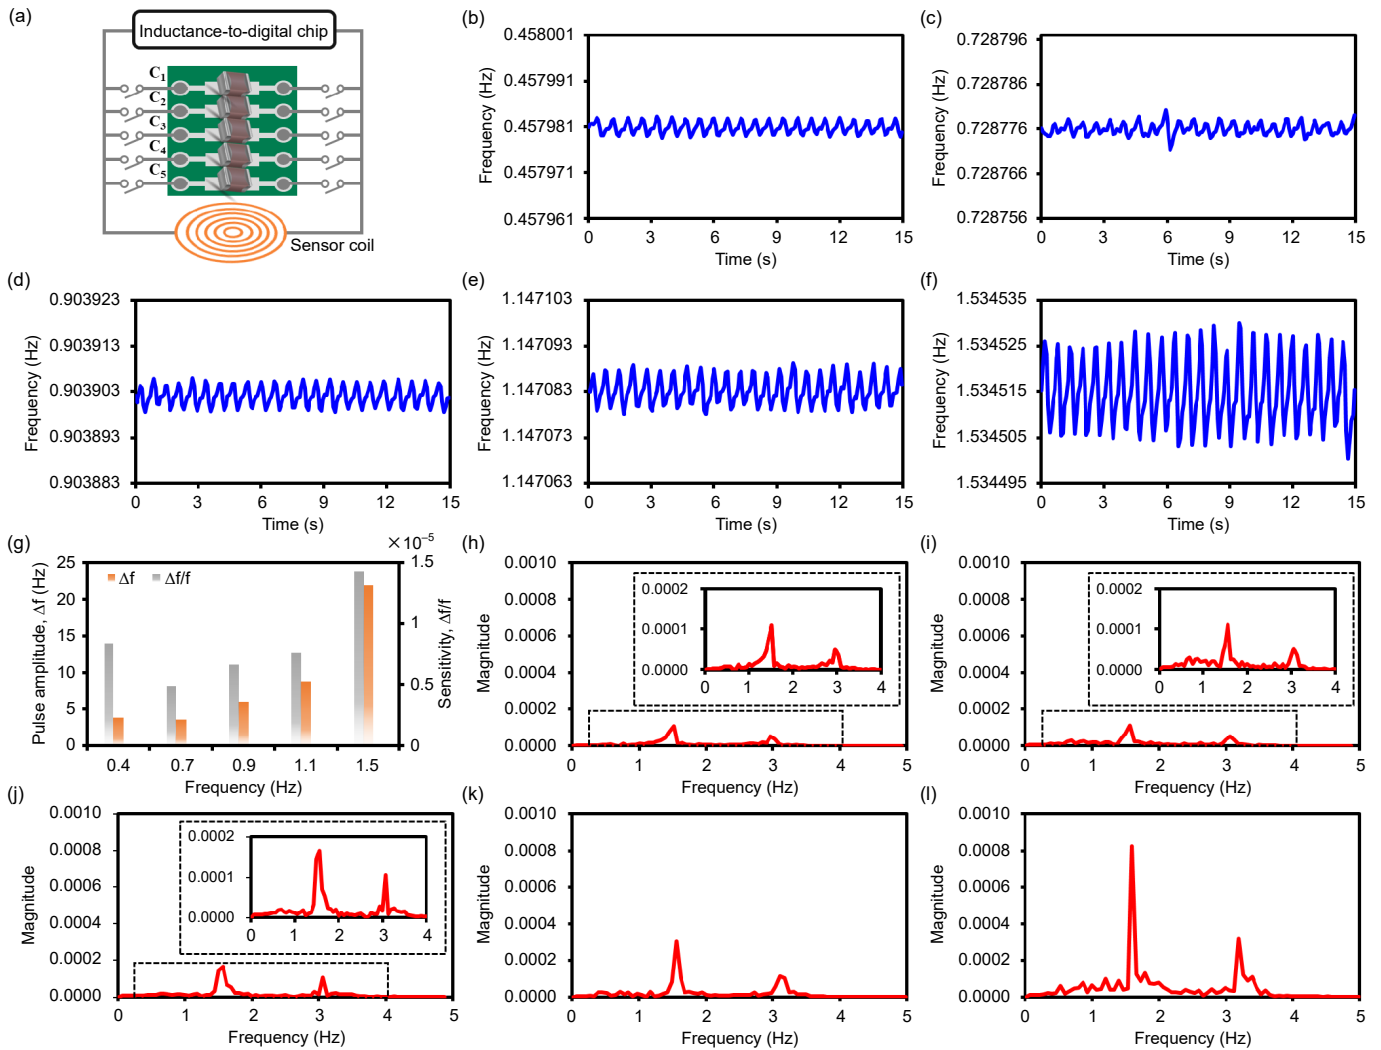 (a)
Inductance-to-digital chip
C1
C2
C3
C4
C5
Sensor coil
(b)
Frequency (Hz)
0.458001
0.457991
0.457981
0.457971
0.457961
0 3 6 9 12 15
Time (s)
(c)
Frequency (Hz)
0.728796
0.728786
0.728776
0.728766
0.728756
0 3 6 9 12 15
Time (s)
(d)
Frequency (Hz)
0.903923
0.903913
0.903903
0.903893
0.903883
0 3 6 9 12 15
Time (s)
(e)
Frequency (Hz)
1.147103
1.147093
1.147083
1.147073
1.147063
0 3 6 9 12 15
Time (s)
(f)
Frequency (Hz)
1.534535
1.534525
1.534515
1.534505
1.534495
0 3 6 9 12 15
Time (s)
(g)
×10⁻⁵
Pulse amplitude, Δf (Hz)
25
20
15
10
5
0
Δf Δf/f
1.5
1
0.5
0
Sensitivity, Δf/f
0.4 0.7 0.9 1.1 1.5
Frequency (Hz)
(h)
Magnitude
0.0010
0.0008
0.0006
0.0004
0.0002
0.0000
0.0002
0.0001
0.0000
0 1 2 3 4
0 1 2 3 4 5
Frequency (Hz)
(i)
Magnitude
0.0010
0.0008
0.0006
0.0004
0.0002
0.0000
0.0002
0.0001
0.0000
0 1 2 3 4
0 1 2 3 4 5
Frequency (Hz)
(j)
Magnitude
0.0010
0.0008
0.0006
0.0004
0.0002
0.0000
0.0002
0.0001
0.0000
0 1 2 3 4
0 1 2 3 4 5
Frequency (Hz)
(k)
Magnitude
0.0010
0.0008
0.0006
0.0004
0.0002
0.0000
0 1 2 3 4 5
Frequency (Hz)
(l)
Magnitude
0.0010
0.0008
0.0006
0.0004
0.0002
0.0000
0 1 2 3 4 5
Frequency (Hz)